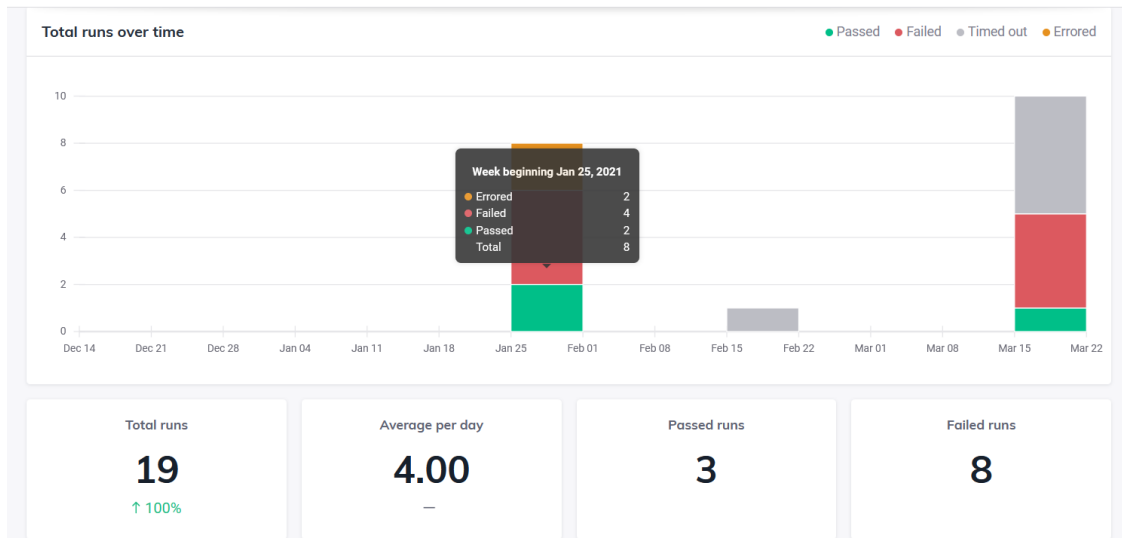 Total runs over time
Passed Failed Timed out Errored
10
8
6
4
2
0
Week beginning Jan 25, 2021
Errored 2
Failed 4
Passed 2
Total 8
Dec 14 Dec 21 Dec 28 Jan 04 Jan 11 Jan 18 Jan 25 Feb 01 Feb 08 Feb 15 Feb 22 Mar 01 Mar 08 Mar 15 Mar 22
Total runs
19
↑ 100%
Average per day
4.00
—
Passed runs
3
Failed runs
8